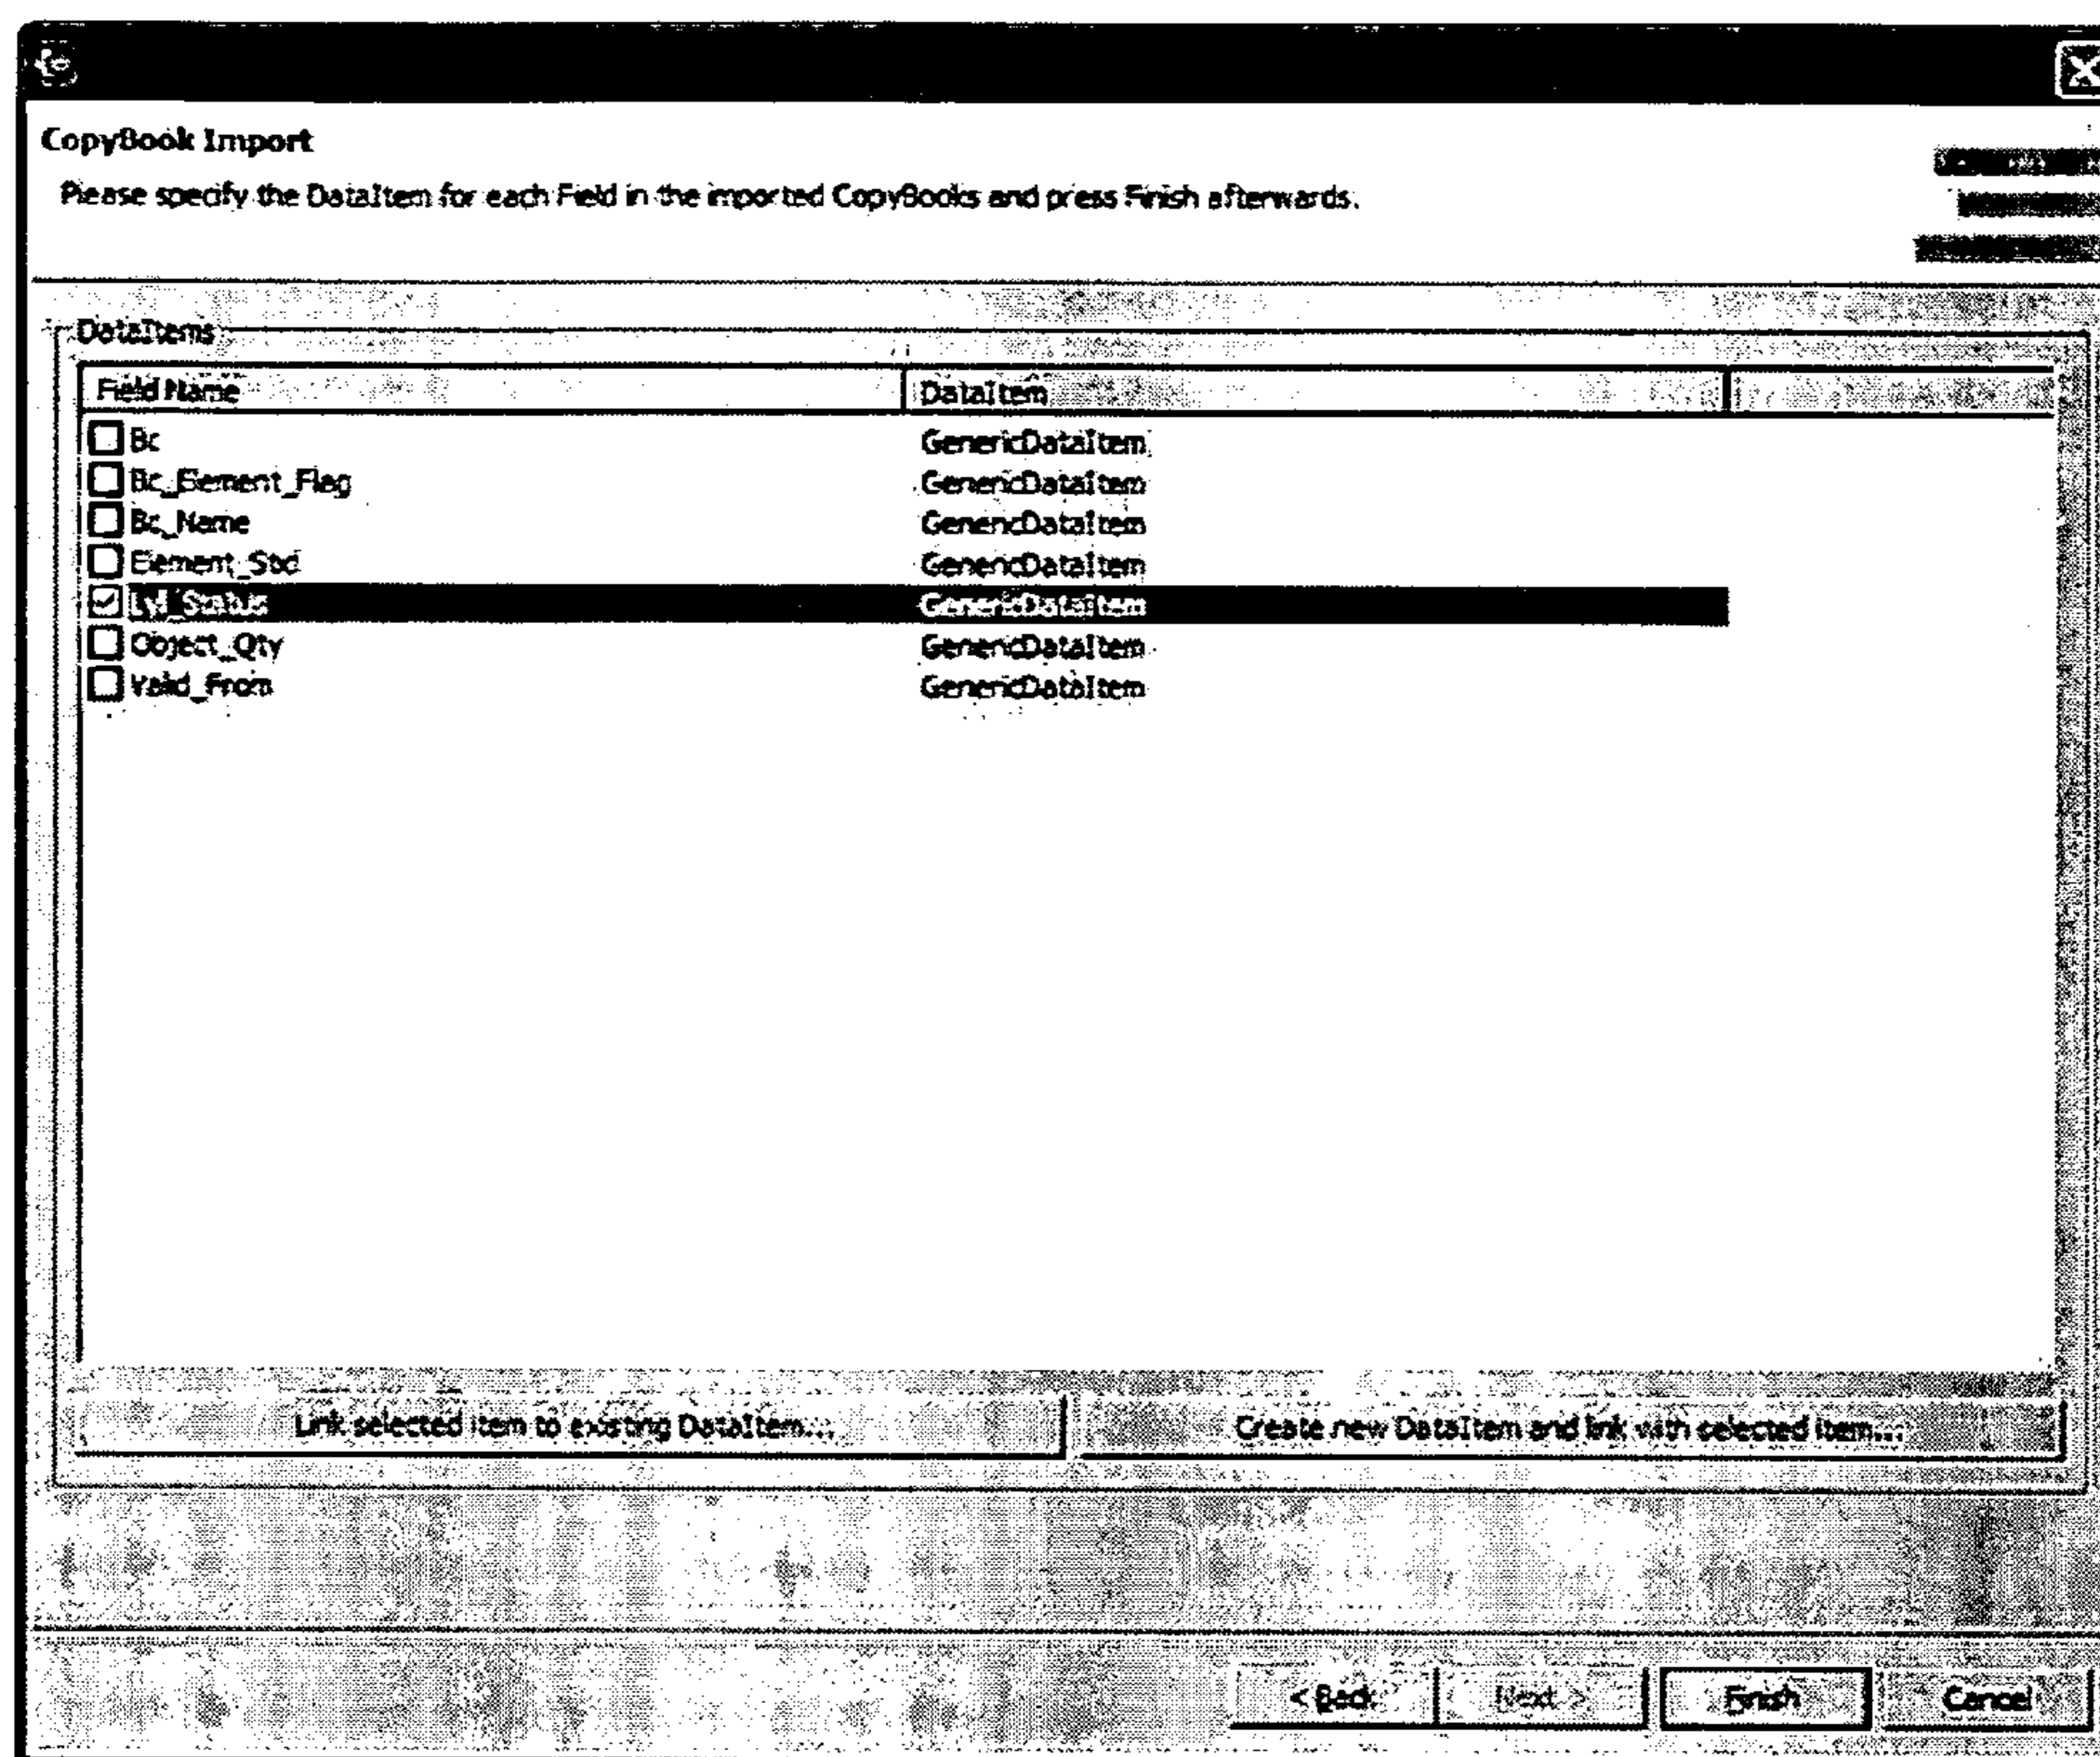 CopyBook Import
Please specify the DataItem for each Field in the imported CopyBooks and press Finish afterwards.
DataItems
Field Name DataItem
Bc GenericDataItem
Bc_Element_Flag GenericDataItem
Bc_Name GenericDataItem
Element_Sbd GenericDataItem
Lyl_Status GenericDataItem
Object_Qty GenericDataItem
Valid_From GenericDataItem
Link selected item to existing DataItem... Create new DataItem and link with selected item...
< Back Next > Finish Cancel